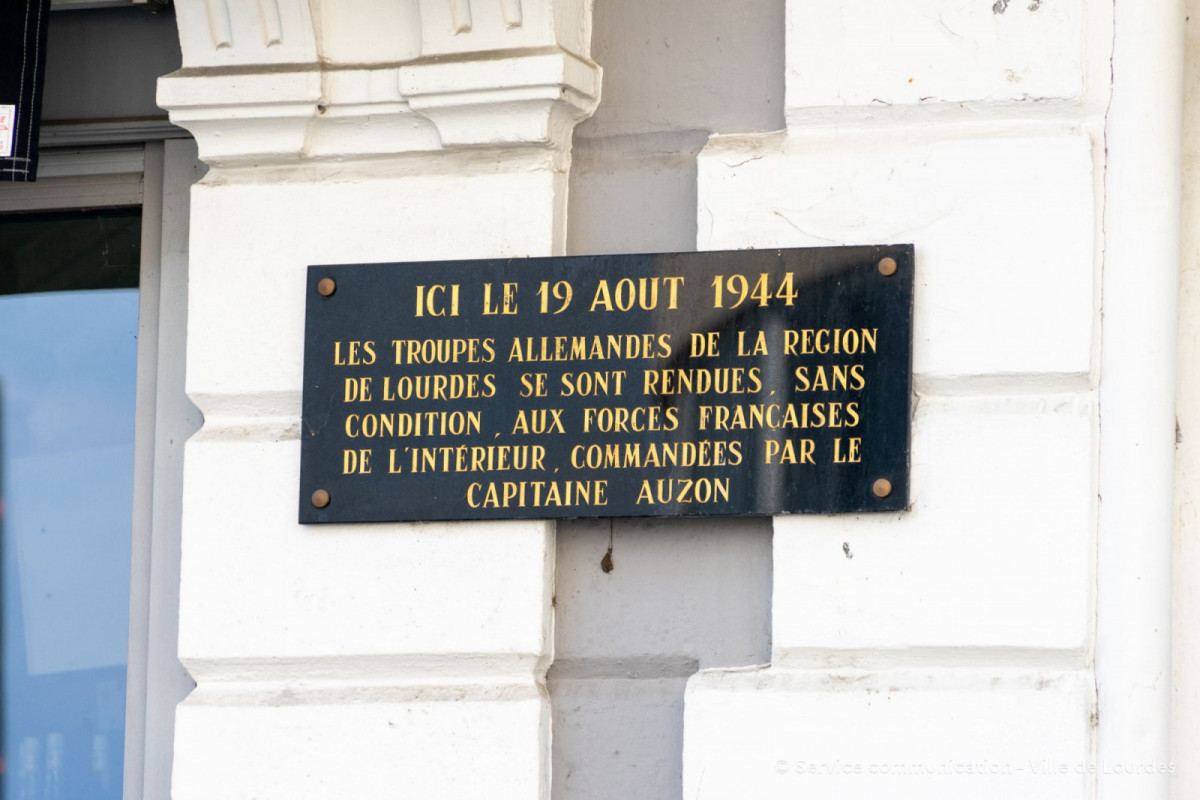 ICI LE 19 AOUT 1944
LES TROUPES ALLEMANDES DE LA REGION
DE LOURDES SE SONT RENDUES, SANS
CONDITION, AUX FORCES FRANÇAISES
DE L'INTÉRIEUR, COMMANDÉES PAR LE
CAPITAINE AUZON
© Service communication - Ville de Lourdes